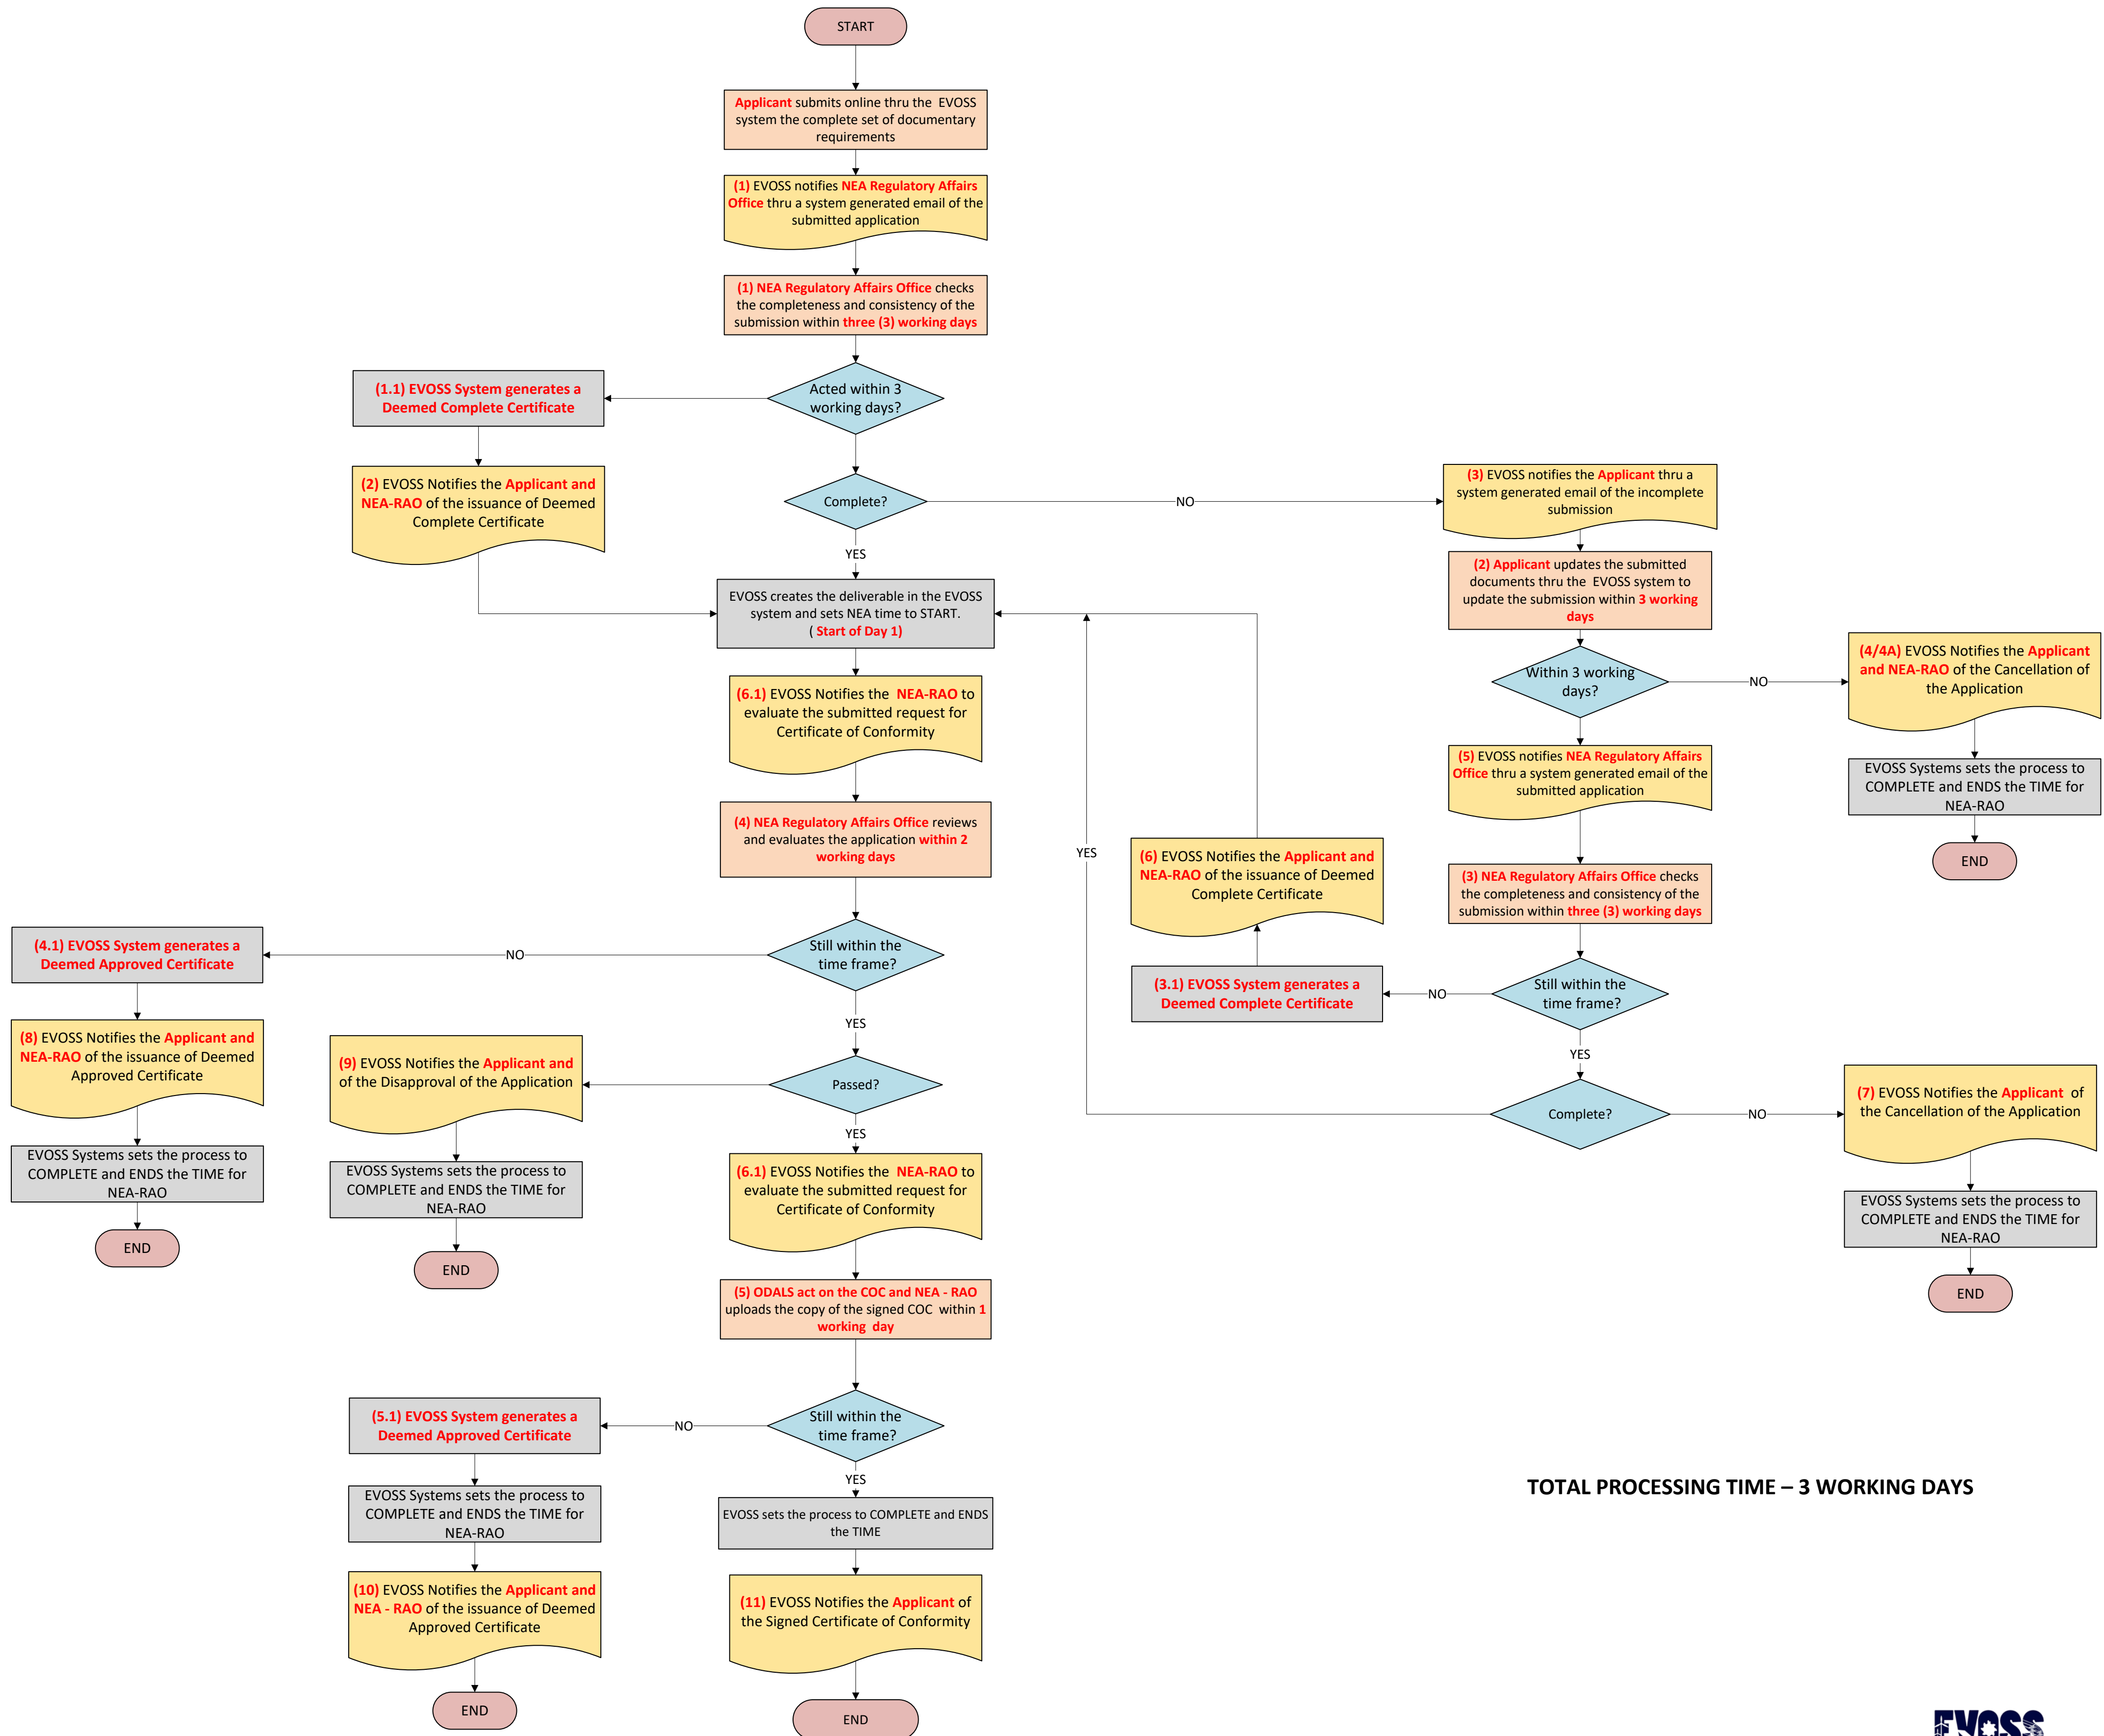 START
Applicant submits online thru the EVOSS
system the complete set of documentary
requirements
(1) EVOSS notifies NEA Regulatory Affairs
Office thru a system generated email of the
submitted application
(1) NEA Regulatory Affairs Office checks
the completeness and consistency of the
submission within three (3) working days
Acted within 3
working days?
(1.1) EVOSS System generates a
Deemed Complete Certificate
(2) EVOSS Notifies the Applicant and
NEA-RAO of the issuance of Deemed
Complete Certificate
Complete?
NO
(3) EVOSS notifies the Applicant thru a
system generated email of the incomplete
submission
YES
EVOSS creates the deliverable in the EVOSS
system and sets NEA time to START.
( Start of Day 1)
(2) Applicant updates the submitted
documents thru the EVOSS system to
update the submission within 3 working
days
Within 3 working
days?
NO
(4/4A) EVOSS Notifies the Applicant
and NEA-RAO of the Cancellation of
the Application
EVOSS Systems sets the process to
COMPLETE and ENDS the TIME for
NEA-RAO
END
(6.1) EVOSS Notifies the NEA-RAO to
evaluate the submitted request for
Certificate of Conformity
(5) EVOSS notifies NEA Regulatory Affairs
Office thru a system generated email of the
submitted application
(4) NEA Regulatory Affairs Office reviews
and evaluates the application within 2
working days
YES
(6) EVOSS Notifies the Applicant and
NEA-RAO of the issuance of Deemed
Complete Certificate
(3) NEA Regulatory Affairs Office checks
the completeness and consistency of the
submission within three (3) working days
Still within the
time frame?
NO
(4.1) EVOSS System generates a
Deemed Approved Certificate
(3.1) EVOSS System generates a
Deemed Complete Certificate
NO
Still within the
time frame?
YES
YES
(8) EVOSS Notifies the Applicant and
NEA-RAO of the issuance of Deemed
Approved Certificate
(9) EVOSS Notifies the Applicant and
of the Disapproval of the Application
Passed?
Complete?
NO
(7) EVOSS Notifies the Applicant of
the Cancellation of the Application
YES
EVOSS Systems sets the process to
COMPLETE and ENDS the TIME for
NEA-RAO
END
EVOSS Systems sets the process to
COMPLETE and ENDS the TIME for
NEA-RAO
END
(6.1) EVOSS Notifies the NEA-RAO to
evaluate the submitted request for
Certificate of Conformity
EVOSS Systems sets the process to
COMPLETE and ENDS the TIME for
NEA-RAO
END
(5) ODALS act on the COC and NEA - RAO
uploads the copy of the signed COC within 1
working day
Still within the
time frame?
NO
(5.1) EVOSS System generates a
Deemed Approved Certificate
YES
EVOSS Systems sets the process to
COMPLETE and ENDS the TIME for
NEA-RAO
EVOSS sets the process to COMPLETE and ENDS
the TIME
TOTAL PROCESSING TIME – 3 WORKING DAYS
(10) EVOSS Notifies the Applicant and
NEA - RAO of the issuance of Deemed
Approved Certificate
(11) EVOSS Notifies the Applicant of
the Signed Certificate of Conformity
END
END
EVOSS